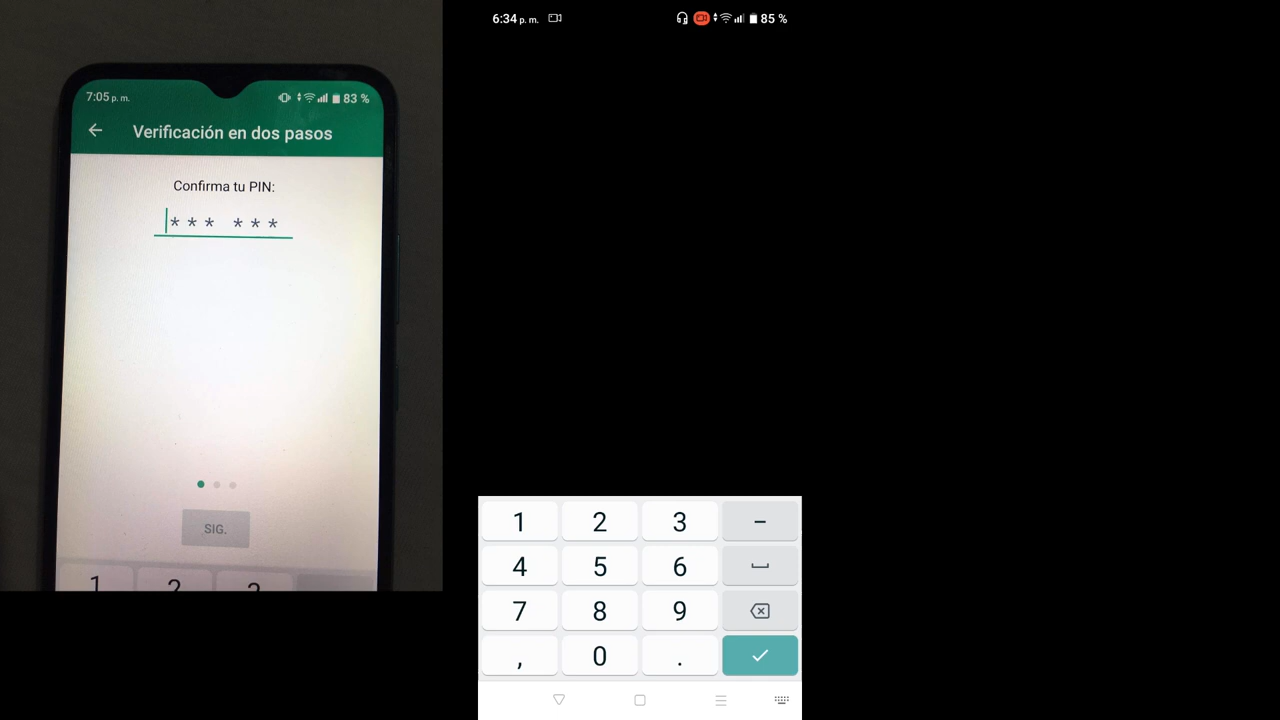 7:05 p. m.
83 %
Verificación en dos pasos
Confirma tu PIN:
*** ***
SIG.
1 2 3
6:34 p. m.
85 %
1 2 3 –
4 5 6
7 8 9
, 0 .